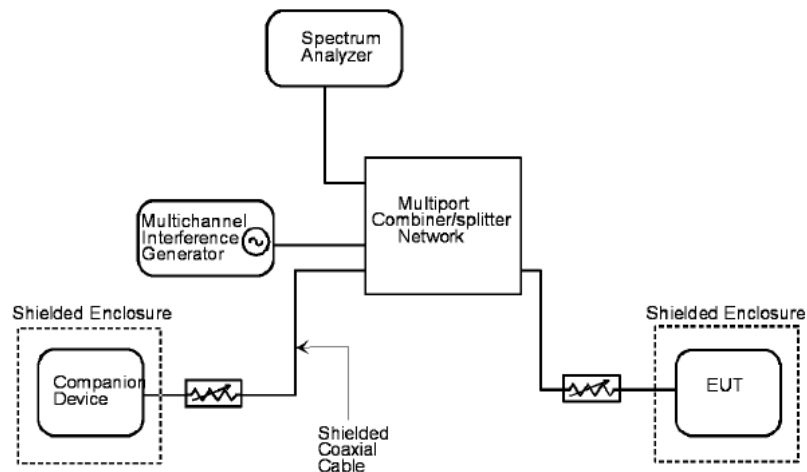 Spectrum
Analyzer
Multiport
Combiner/splitter
Network
Multichannel
Interference
Generator
Shielded Enclosure
Companion
Device
Shielded
Coaxial
Cable
Shielded Enclosure
EUT